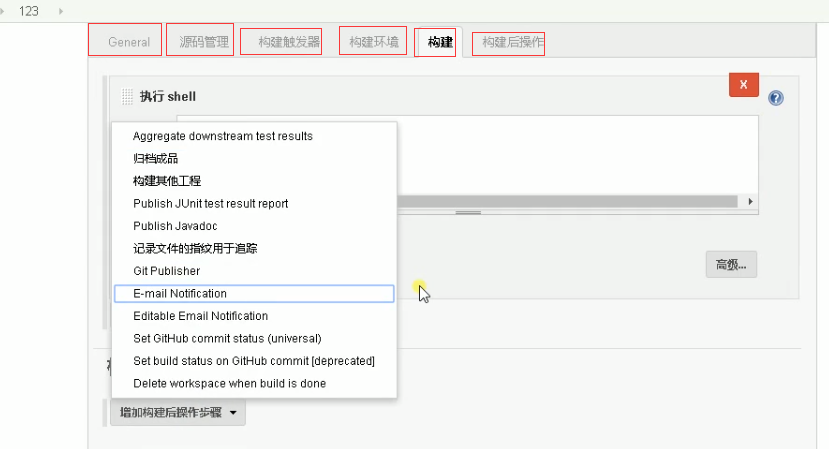 123
General 源码管理 构建触发器 构建环境 构建 构建后操作
执行 shell
X
?
Aggregate downstream test results
归档成品
构建其他工程
Publish JUnit test result report
Publish Javadoc
记录文件的指纹用于追踪
Git Publisher
高级...
E-mail Notification
Editable Email Notification
Set GitHub commit status (universal)
Set build status on GitHub commit [deprecated]
Delete workspace when build is done
增加构建后操作步骤